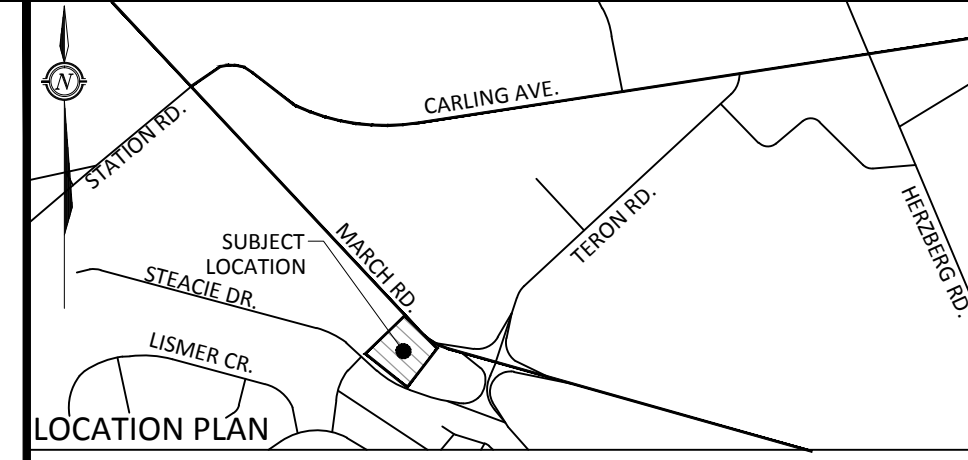 N
CARLING AVE.
STATION RD.
HERZBERG RD.
TERON RD.
MARCH RD.
SUBJECT
LOCATION
STEACIE DR.
LISMER CR.
LOCATION PLAN